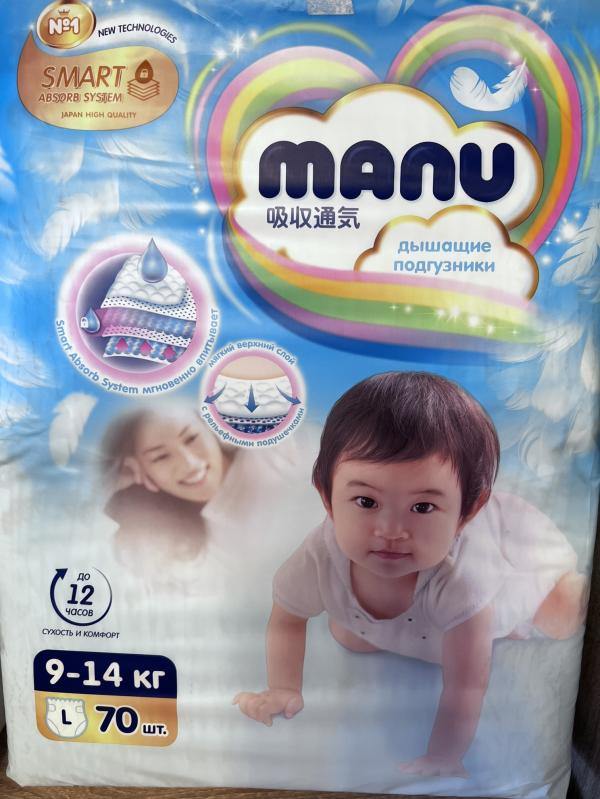 №1
NEW TECHNOLOGIES
SMART
ABSORB SYSTEM
JAPAN HIGH QUALITY
manu
吸収通気
дышащие
подгузники
Smart Absorb System мгновенно впитывает
мягкий верхний слой
с рельефными подушечками
ДО
12
ЧАСОВ
СУХОСТЬ И КОМФОРТ
9-14 кг
L
70 шт.